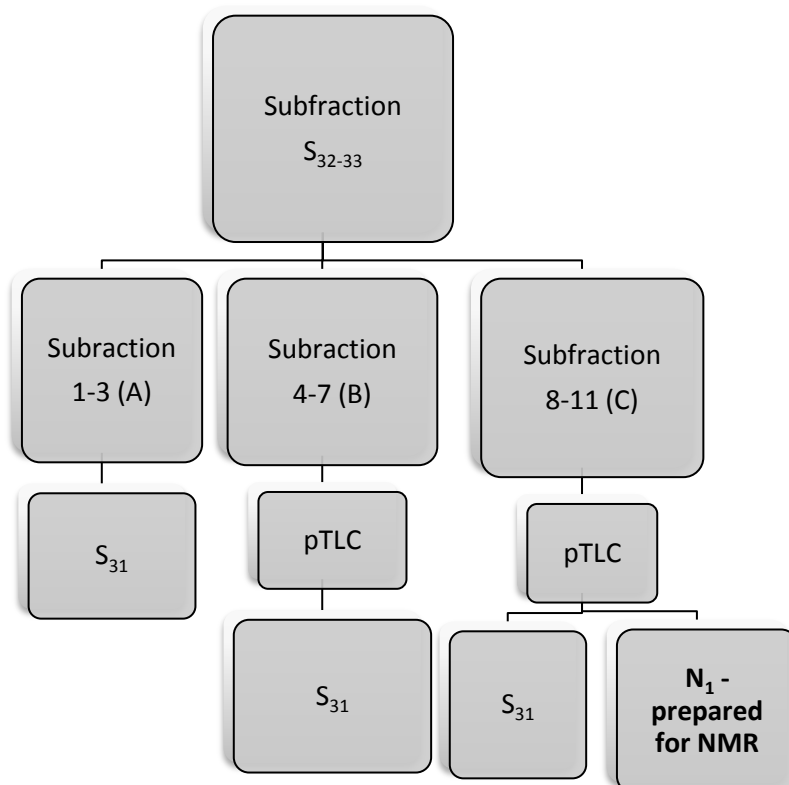 Subfraction
S₃₂₋₃₃
Subraction
1-3 (A)
Subraction
4-7 (B)
Subfraction
8-11 (C)
S₃₁
pTLC
pTLC
S₃₁
S₃₁
N₁ -
prepared
for NMR